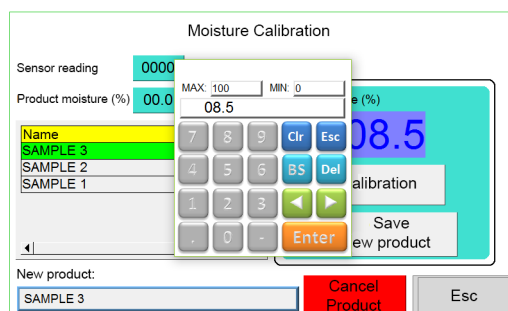 Moisture Calibration
Sensor reading 0000
Product moisture (%) 00.0
MAX: 100 MIN: 0
08.5
7 8 9 Clr Esc
4 5 6 BS Del
1 2 3
. 0 - Enter
(%)
08.5
Name
SAMPLE 3
SAMPLE 2
SAMPLE 1
alibration
Save
ew product
New product:
SAMPLE 3
Cancel
Product
Esc